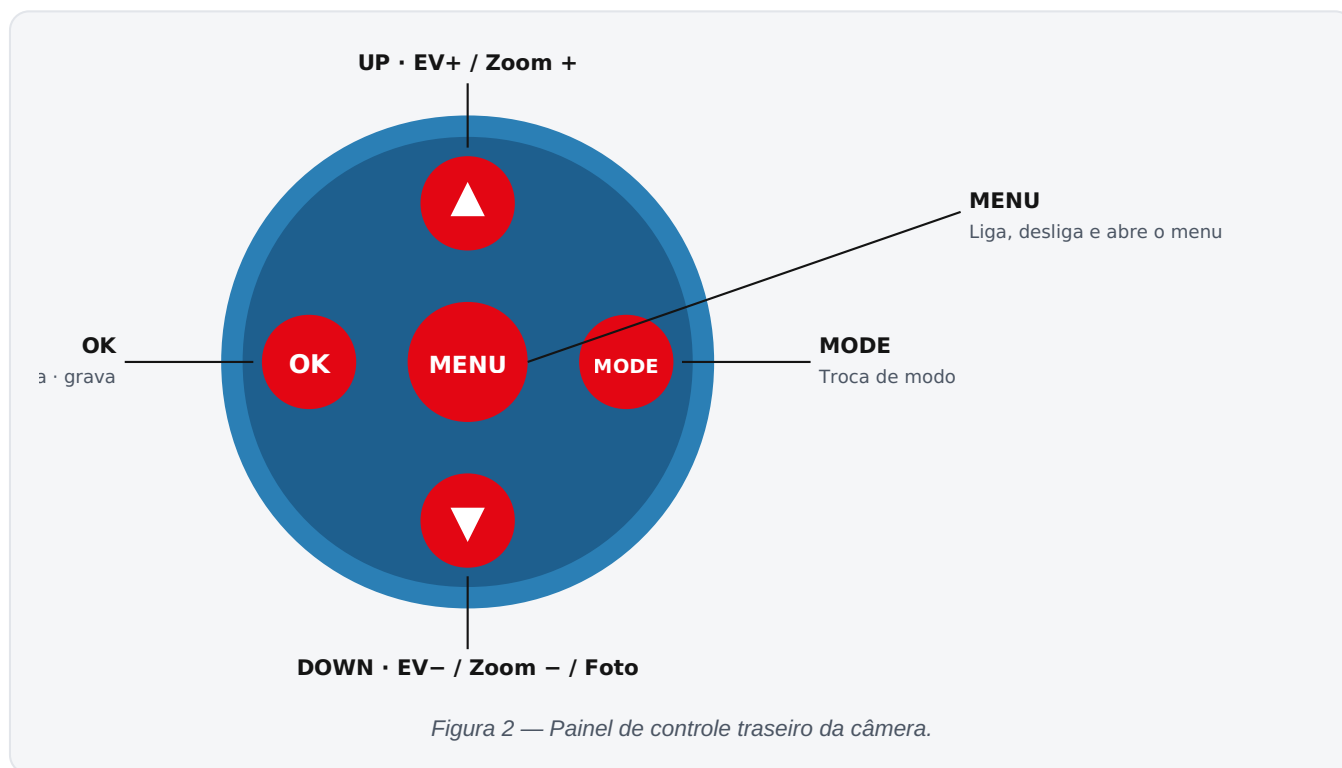 UP · EV+ / Zoom +
MENU
Liga, desliga e abre o menu
OK
· grava
OK
MENU
MODE
MODE
Troca de modo
DOWN · EV− / Zoom − / Foto
Figura 2 — Painel de controle traseiro da câmera.